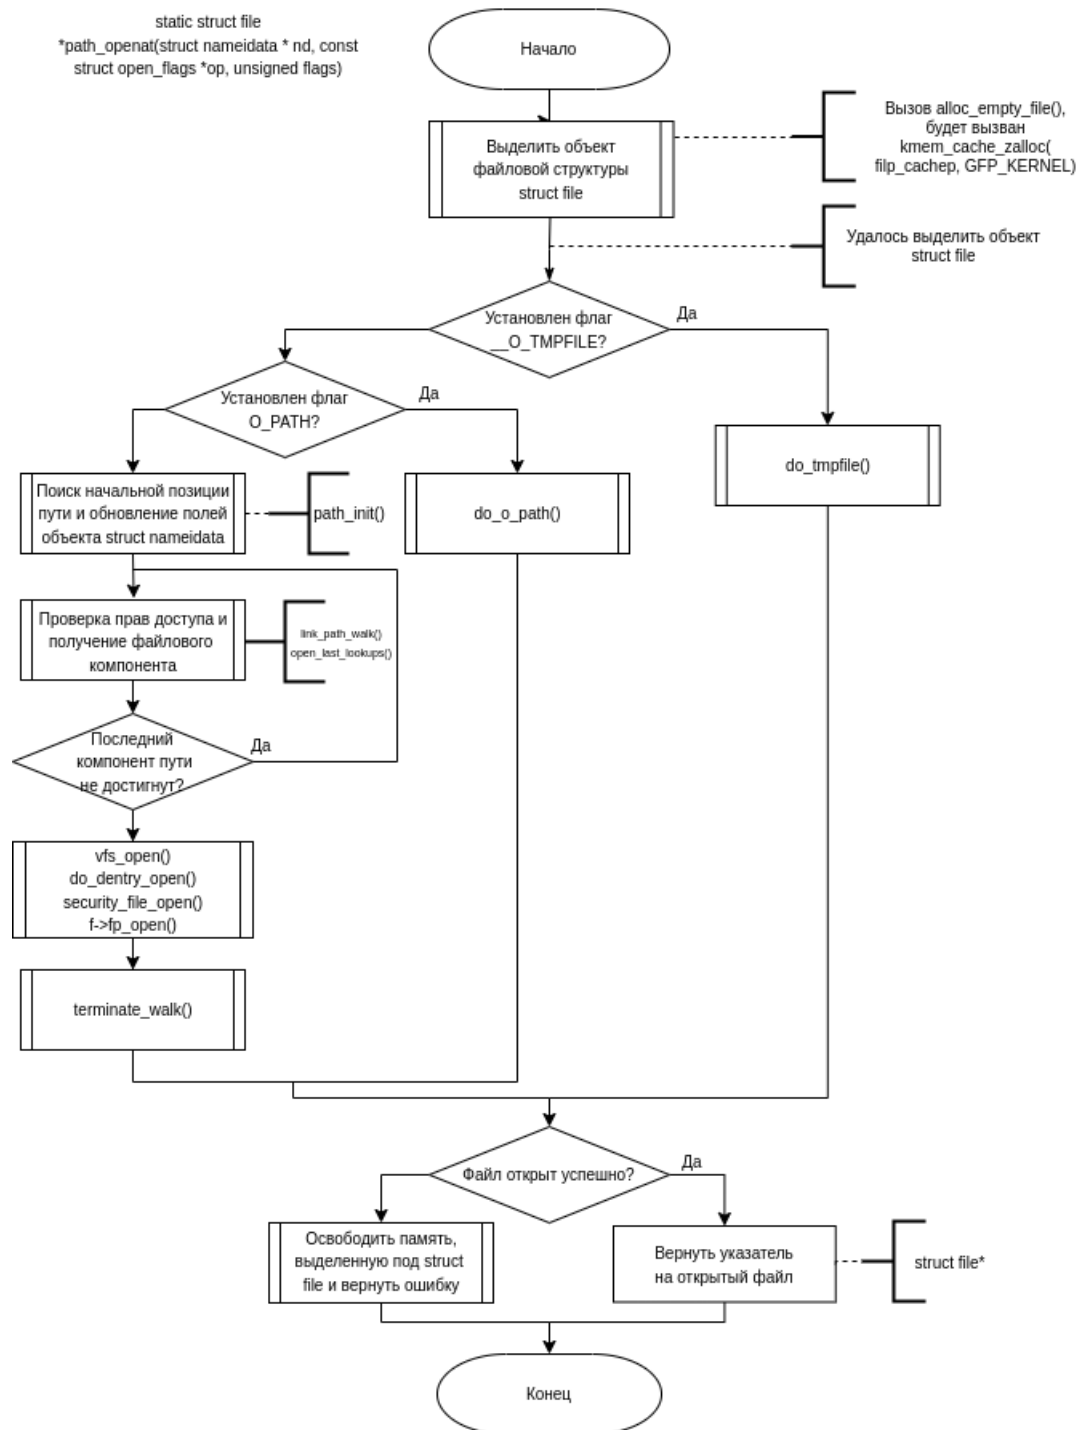 static struct file
*path_openat(struct nameidata * nd, const
struct open_flags *op, unsigned flags)
Начало
Выделить объект
файловой структуры
struct file
Вызов alloc_empty_file(),
будет вызван
kmem_cache_zalloc(
filp_cachep, GFP_KERNEL)
Удалось выделить объект
struct file
Установлен флаг
__O_TMPFILE?
Да
Установлен флаг
O_PATH?
Да
do_tmpfile()
Поиск начальной позиции
пути и обновление полей
объекта struct nameidata
path_init()
do_o_path()
Проверка прав доступа и
получение файлового
компонента
link_path_walk()
open_last_lookups()
Последний
компонент пути
не достигнут?
Да
vfs_open()
do_dentry_open()
security_file_open()
f->fp_open()
terminate_walk()
Файл открыт успешно?
Да
Освободить память,
выделенную под struct
file и вернуть ошибку
Вернуть указатель
на открытый файл
struct file*
Конец